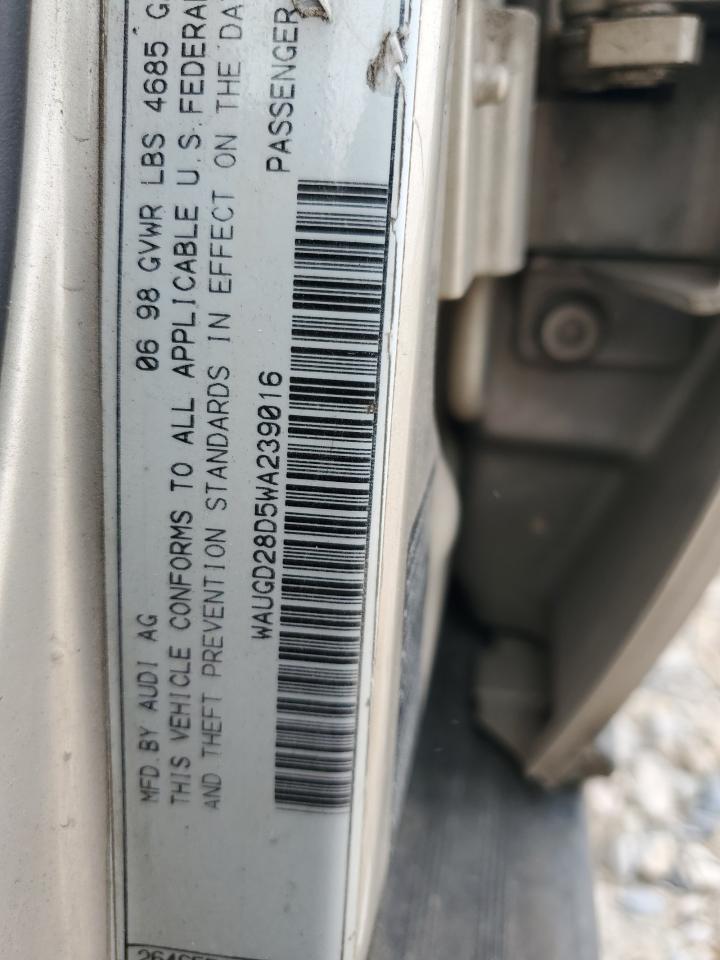 MFD.BY AUDI AG 06 98 GVWR LBS 4685
THIS VEHICLE CONFORMS TO ALL APPLICABLE U.S FEDERAL
AND THEFT PREVENTION STANDARDS IN EFFECT ON THE DA
WAUGD28D5WA239016 PASSENGER